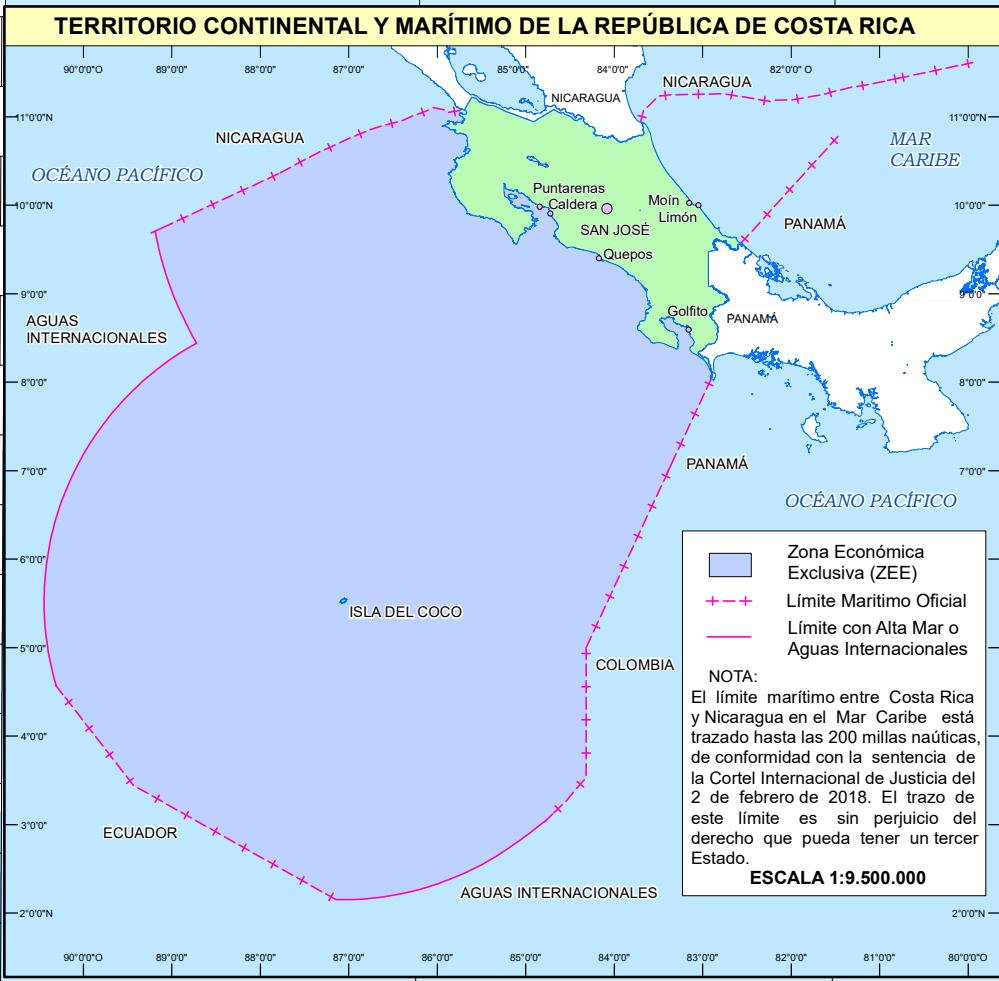 TERRITORIO CONTINENTAL Y MARÍTIMO DE LA REPÚBLICA DE COSTA RICA
90°0'0"O
89°0'0"O
88°0'0"O
87°0'0"O
85°0'0"O
84°0'0"O
82°0'0"O
NICARAGUA
NICARAGUA
11°0'0"N
11°0'0"N
NICARAGUA
MAR
CARIBE
OCÉANO PACÍFICO
Puntarenas
Caldera
Moín
Limón
10°0'0"N
10°0'0"N
SAN JOSÉ
PANAMÁ
Quepos
9°0'0"N
9°0'0"N
AGUAS
INTERNACIONALES
Golfito
PANAMÁ
8°0'0"N
8°0'0"N
PANAMÁ
7°0'0"N
7°0'0"N
OCÉANO PACÍFICO
6°0'0"N
ISLA DEL COCO
5°0'0"N
COLOMBIA
4°0'0"N
3°0'0"N
ECUADOR
AGUAS INTERNACIONALES
2°0'0"N
2°0'0"N
Zona Económica
Exclusiva (ZEE)
Límite Maritimo Oficial
Límite con Alta Mar o
Aguas Internacionales
NOTA:
El límite marítimo entre Costa Rica
y Nicaragua en el Mar Caribe está
trazado hasta las 200 millas naúticas,
de conformidad con la sentencia de
la Cortel Internacional de Justicia del
2 de febrero de 2018. El trazo de
este límite es sin perjuicio del
derecho que pueda tener un tercer
Estado.
ESCALA 1:9.500.000
90°0'0"O
89°0'0"O
88°0'0"O
87°0'0"O
86°0'0"O
85°0'0"O
84°0'0"O
83°0'0"O
82°0'0"O
81°0'0"O
80°0'0"O